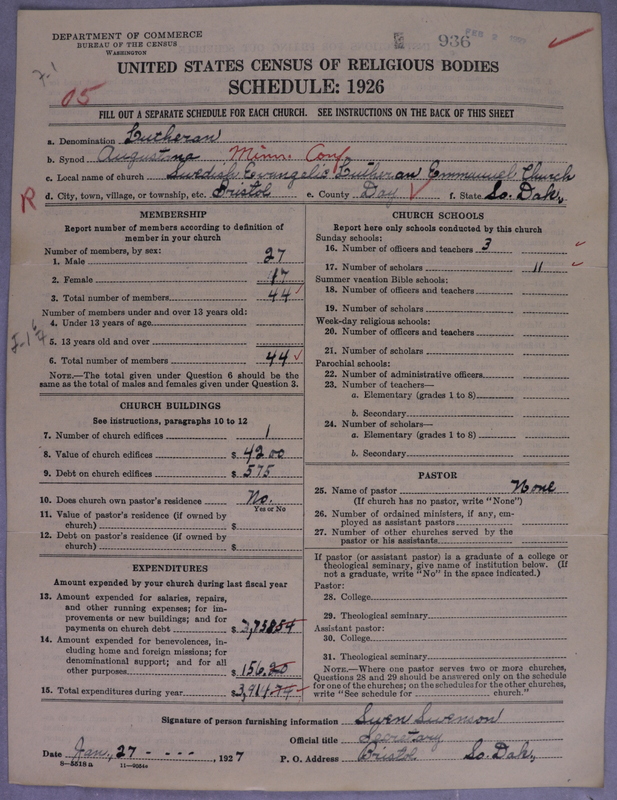 DEPARTMENT OF COMMERCE
BUREAU OF THE CENSUS
WASHINGTON
936
UNITED STATES CENSUS OF RELIGIOUS BODIES
SCHEDULE: 1926
05
FILL OUT A SEPARATE SCHEDULE FOR EACH CHURCH. SEE INSTRUCTIONS ON THE BACK OF THIS SHEET
a. Denomination Lutheran
b. Synod Augustana Minn. Conf
c. Local name of church Swedish Evangelic Lutheran Emmanuel Church
R d. City, town, village, or township, etc. Bristol e. County Day f. State So. Dak.
MEMBERSHIP
Report number of members according to definition of
member in your church
Number of members, by sex:
1. Male 27
2. Female 17
3. Total number of members 44
Number of members under and over 13 years old:
4. Under 13 years of age
5. 13 years old and over
6. Total number of members 44
NOTE.—The total given under Question 6 should be
same as the total of males and females given under Question 3.
CHURCH BUILDINGS
See instructions, paragraphs 10 to 12
7. Number of church edifices 1
8. Value of church edifices $ 4200
9. Debt on church edifices $ 575
10. Does church own pastor's residence No.
Yes or No
11. Value of pastor's residence (if owned by
church) $
12. Debt on pastor's residence (if owned by
church) $
EXPENDITURES
Amount expended by your church during last fiscal year
13. Amount expended for salaries, repairs,
and other running expenses; for im-
provements or new buildings; and for
payments on church debt $
14. Amount expended for benevolences, in-
cluding home and foreign missions; for
denominational support; and for all
other purposes $ 156.20
15. Total expenditures during year $ 3,914.74
CHURCH SCHOOLS
Report here only schools conducted by this church
Sunday schools:
16. Number of officers and teachers 3
17. Number of scholars 11
Summer vacation Bible schools:
18. Number of officers and teachers
19. Number of scholars
Week-day religious schools:
20. Number of officers and teachers
21. Number of scholars
Parochial schools:
22. Number of administrative officers
23. Number of teachers—
a. Elementary (grades 1 to 8)
b. Secondary
24. Number of scholars—
a. Elementary (grades 1 to 8)
b. Secondary
PASTOR
25. Name of pastor None
(If church has no pastor, write "None")
26. Number of ordained ministers, if any, em-
ployed as assistant pastors
27. Number of other churches served by the
pastor or his assistants
If pastor (or assistant pastor) is a graduate of a college or
theological seminary, give name of institution below. (If
not a graduate, write "No" in the space indicated.)
Pastor:
28. College
29. Theological seminary
Assistant pastor:
30. College
31. Theological seminary
NOTE.—Where one pastor serves two or more churches,
Questions 28 and 29 should be answered only on the schedule
for one of the churches; on the schedules for the other churches,
write "See schedule for church."
Signature of person furnishing information Swen Swenson
Official title Secretary
Date Jan, 27 - - - -, 1927 P. O. Address Bristol So. Dak,
8—5518 a